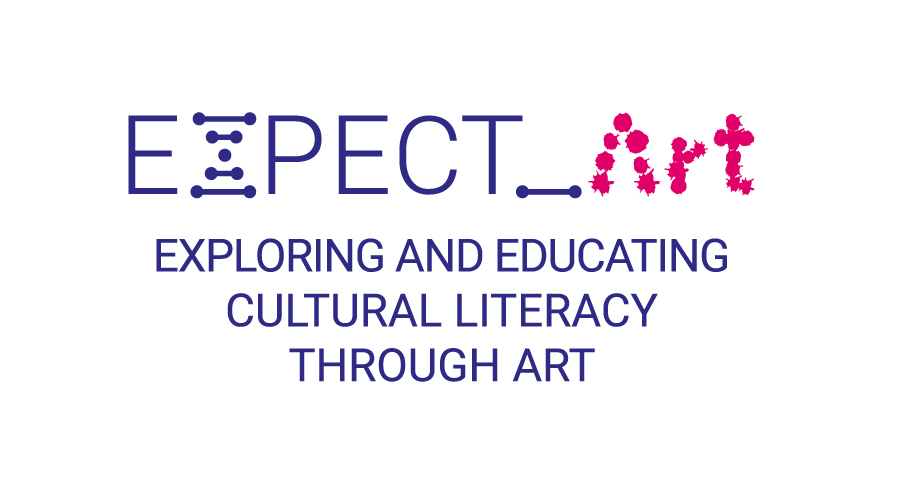 EXPECT_Art
EXPLORING AND EDUCATING
CULTURAL LITERACY
THROUGH ART